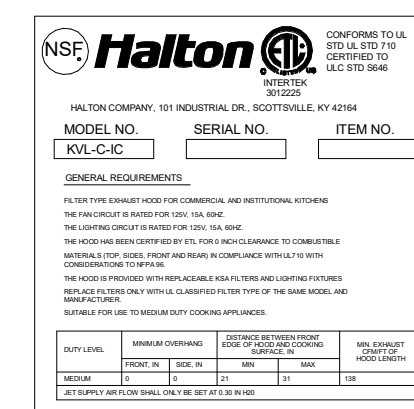 NSF®
Halton
ETL
LISTED
C US
INTERTEK
3012225
CONFORMS TO UL
STD UL STD 710
CERTIFIED TO
ULC STD S646
HALTON COMPANY, 101 INDUSTRIAL DR., SCOTTSVILLE, KY 42164
MODEL NO. SERIAL NO. ITEM NO.
KVL-C-IC
GENERAL REQUIREMENTS
FILTER TYPE EXHAUST HOOD FOR COMMERCIAL AND INSTITUTIONAL KITCHENS
THE FAN CIRCUIT IS RATED FOR 125V, 15A, 60HZ.
THE LIGHTING CIRCUIT IS RATED FOR 125V, 15A, 60HZ.
THE HOOD HAS BEEN CERTIFIED BY ETL FOR 0 INCH CLEARANCE TO COMBUSTIBLE
MATERIALS (TOP, SIDES, FRONT AND REAR) IN COMPLIANCE WITH UL710 WITH
CONSIDERATIONS TO NFPA 96.
THE HOOD IS PROVIDED WITH REPLACEABLE KSA FILTERS AND LIGHTING FIXTURES
REPLACE FILTERS ONLY WITH UL CLASSIFIED FILTER TYPE OF THE SAME MODEL AND
MANUFACTURER.
SUITABLE FOR USE TO MEDIUM DUTY COOKING APPLIANCES.
DUTY LEVEL
MINIMUM OVERHANG
FRONT, IN SIDE, IN
DISTANCE BETWEEN FRONT
EDGE OF HOOD AND COOKING
SURFACE, IN
MIN MAX
MIN. EXHAUST
CFM/FT OF
HOOD LENGTH
MEDIUM 0 0 21 31 138
JET SUPPLY AIR FLOW SHALL ONLY BE SET AT 0.30 IN H20